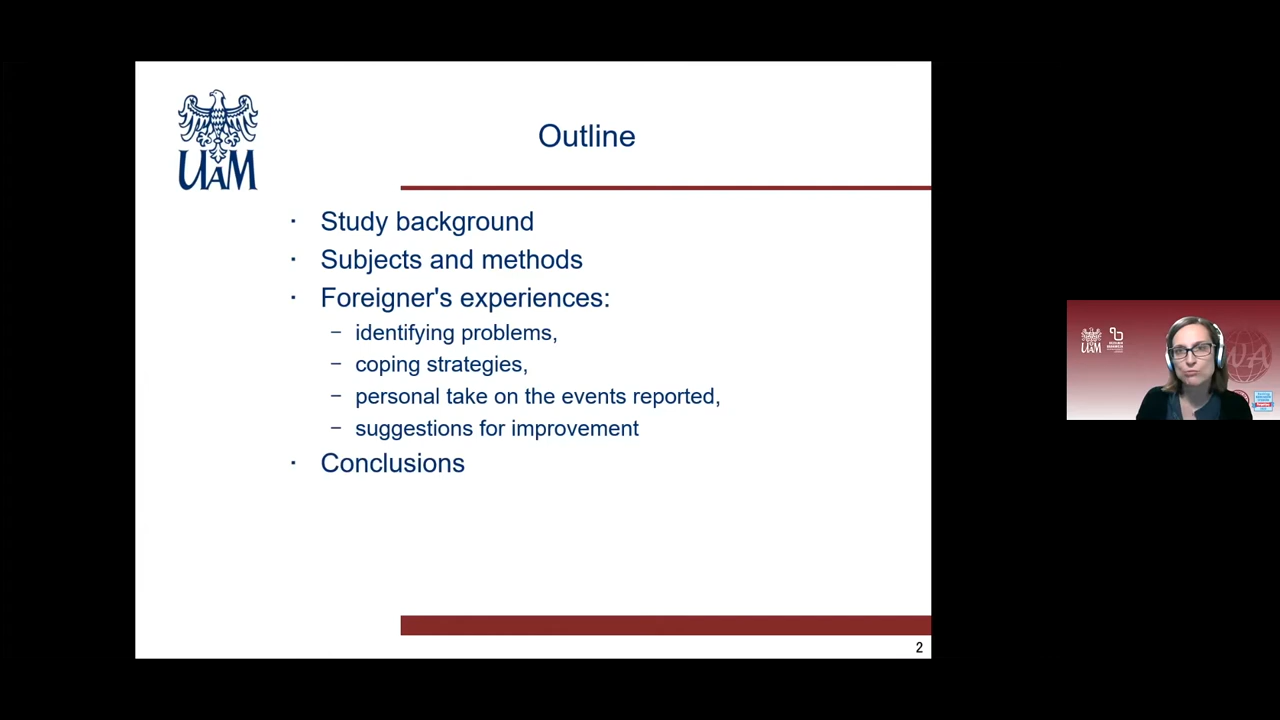 UAM
Outline
· Study background
· Subjects and methods
· Foreigner's experiences:
– identifying problems,
– coping strategies,
– personal take on the events reported,
– suggestions for improvement
· Conclusions
2
UAM
WA